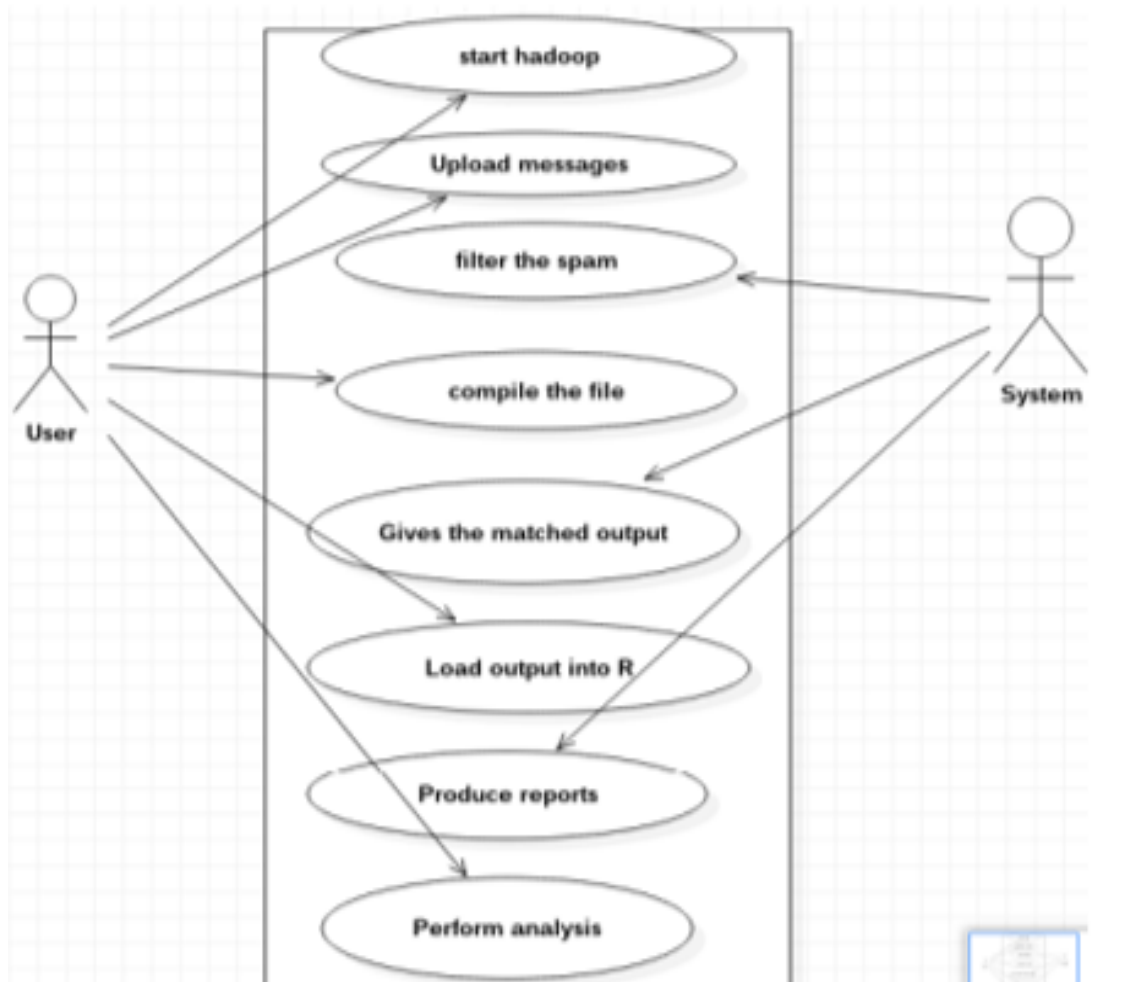 start hadoop
Upload messages
filter the spam
compile the file
User
System
Gives the matched output
Load output into R
Produce reports
Perform analysis